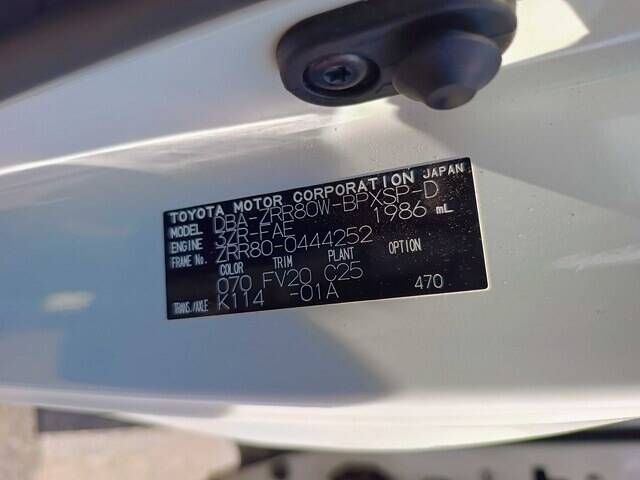 TOYOTA MOTOR CORPORATION JAPAN
MODEL DBA-ZRR80W-BPXSP-D
ENGINE 3ZR-FAE 1986 mL
FRAME No. ZRR80-0444252
COLOR TRIM PLANT OPTION
070 FV20 C25
TRANS./AXLE K114 -01A 470